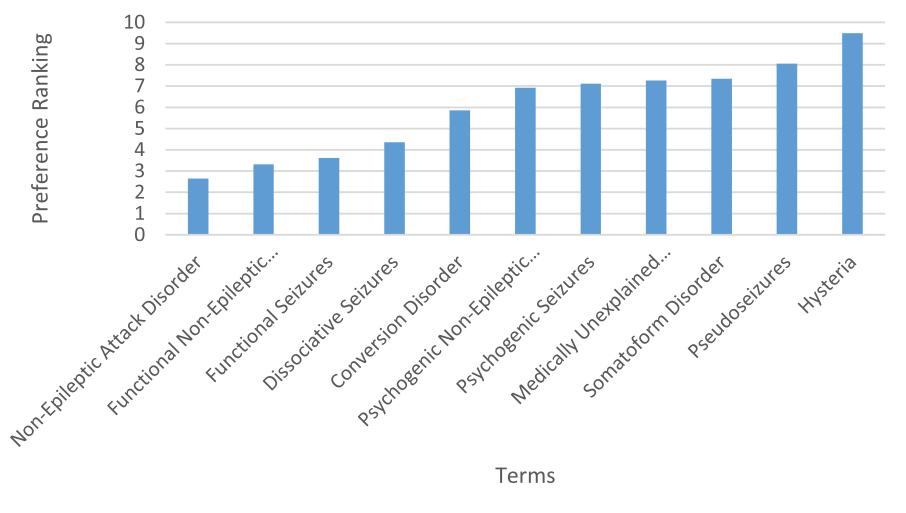 Preference Ranking
10
9
8
7
6
5
4
3
2
1
0
Non-Epileptic Attack Disorder
Functional Non-Epileptic...
Functional Seizures
Dissociative Seizures
Conversion Disorder
Psychogenic Non-Epileptic...
Psychogenic Seizures
Medically Unexplained...
Somatoform Disorder
Pseudoseizures
Hysteria
Terms